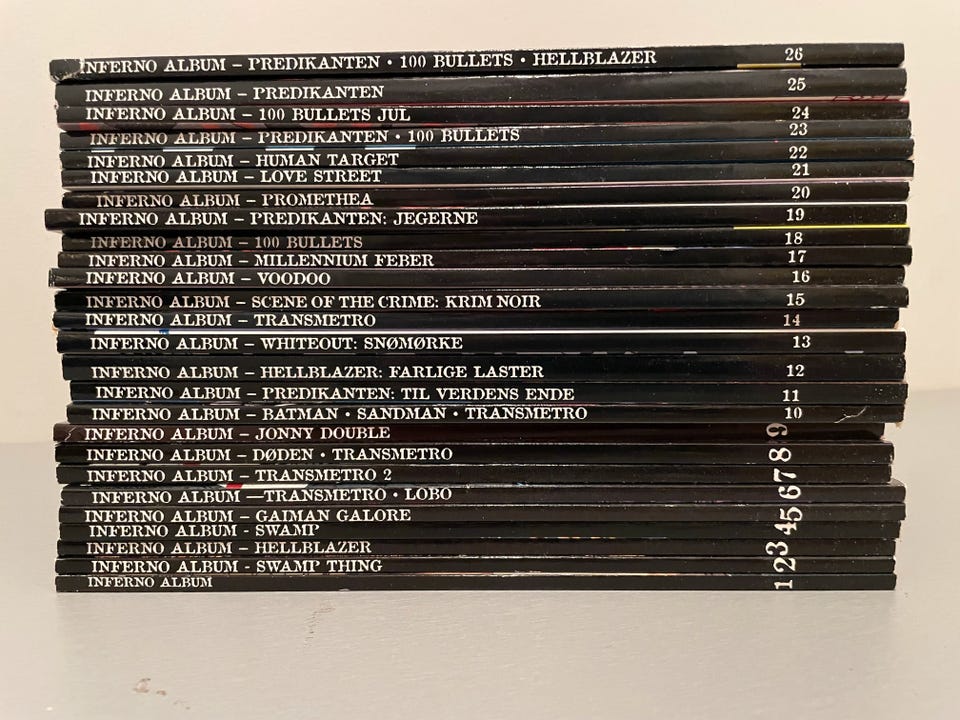 INFERNO ALBUM – PREDIKANTEN • 100 BULLETS • HELLBLAZER 26
INFERNO ALBUM – PREDIKANTEN 25
INFERNO ALBUM – 100 BULLETS JUL 24
INFERNO ALBUM – PREDIKANTEN • 100 BULLETS 23
INFERNO ALBUM – HUMAN TARGET 22
INFERNO ALBUM – LOVE STREET 21
INFERNO ALBUM – PROMETHEA 20
INFERNO ALBUM – PREDIKANTEN: JEGERNE 19
INFERNO ALBUM – 100 BULLETS 18
INFERNO ALBUM – MILLENNIUM FEBER 17
INFERNO ALBUM – VOODOO 16
INFERNO ALBUM – SCENE OF THE CRIME: KRIM NOIR 15
INFERNO ALBUM – TRANSMETRO 14
INFERNO ALBUM – WHITEOUT: SNØMØRKE 13
INFERNO ALBUM – HELLBLAZER: FARLIGE LASTER 12
INFERNO ALBUM – PREDIKANTEN: TIL VERDENS ENDE 11
INFERNO ALBUM – BATMAN • SANDMAN • TRANSMETRO 10
INFERNO ALBUM – JONNY DOUBLE 9
INFERNO ALBUM – DØDEN • TRANSMETRO 8
INFERNO ALBUM – TRANSMETRO 2 7
INFERNO ALBUM —TRANSMETRO • LOBO 6
INFERNO ALBUM – GAIMAN GALORE 5
INFERNO ALBUM - SWAMP 4
INFERNO ALBUM – HELLBLAZER 3
INFERNO ALBUM - SWAMP THING 2
INFERNO ALBUM 1